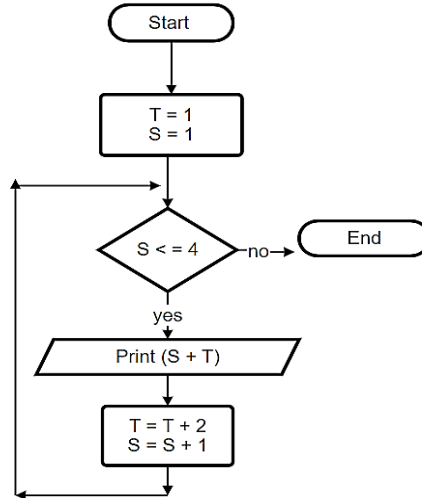 Start
T = 1
S = 1
S < = 4
no
End
yes
Print (S + T)
T = T + 2
S = S + 1